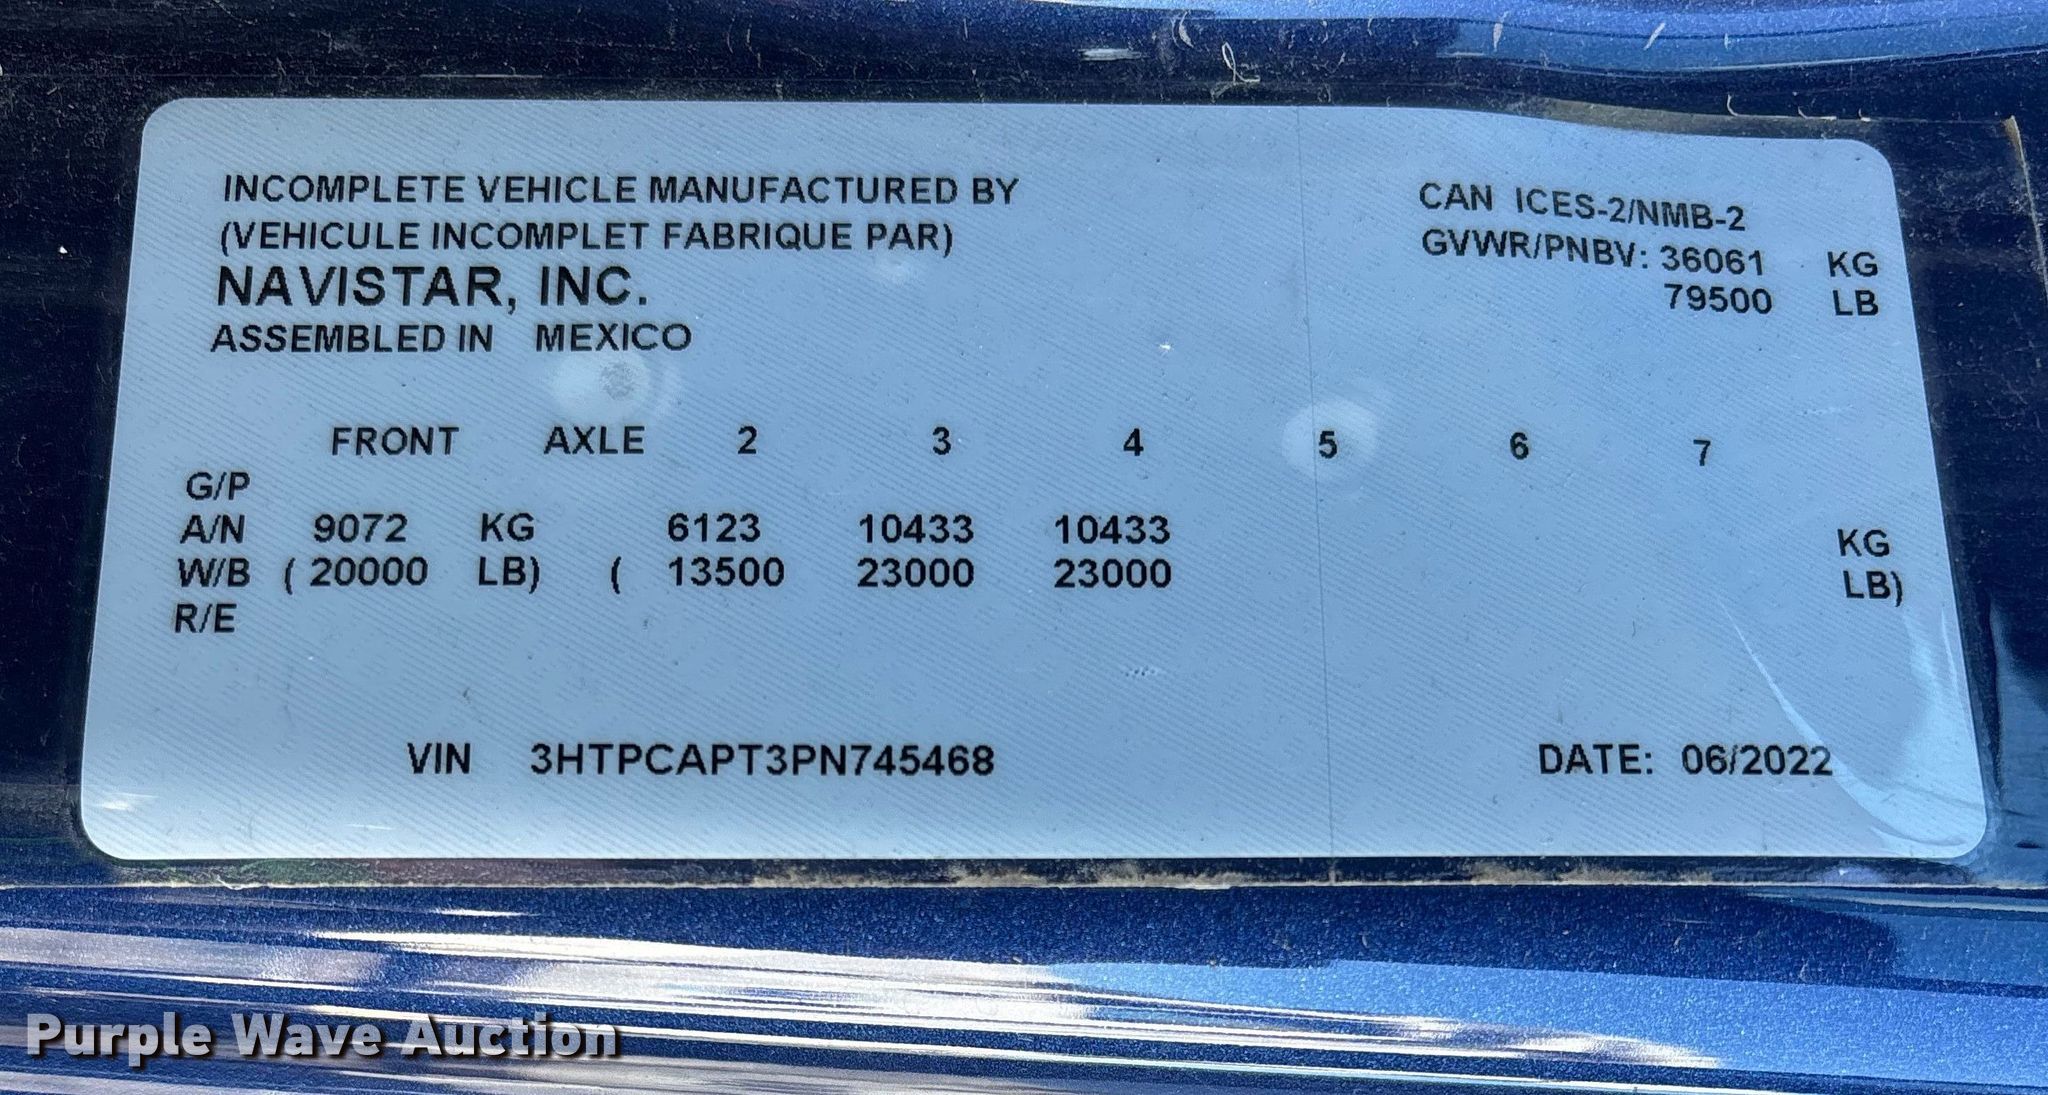 INCOMPLETE VEHICLE MANUFACTURED BY
(VEHICULE INCOMPLET FABRIQUE PAR)
NAVISTAR, INC.
ASSEMBLED IN MEXICO
CAN ICES-2/NMB-2
GVWR/PNBV: 36061 KG
79500 LB
FRONT AXLE 2 3 4 5 6 7
G/P
A/N 9072 KG 6123 10433 10433 KG
W/B ( 20000 LB) ( 13500 23000 23000 LB)
R/E
VIN 3HTPCAPT3PN745468 DATE: 06/2022
Purple Wave Auction